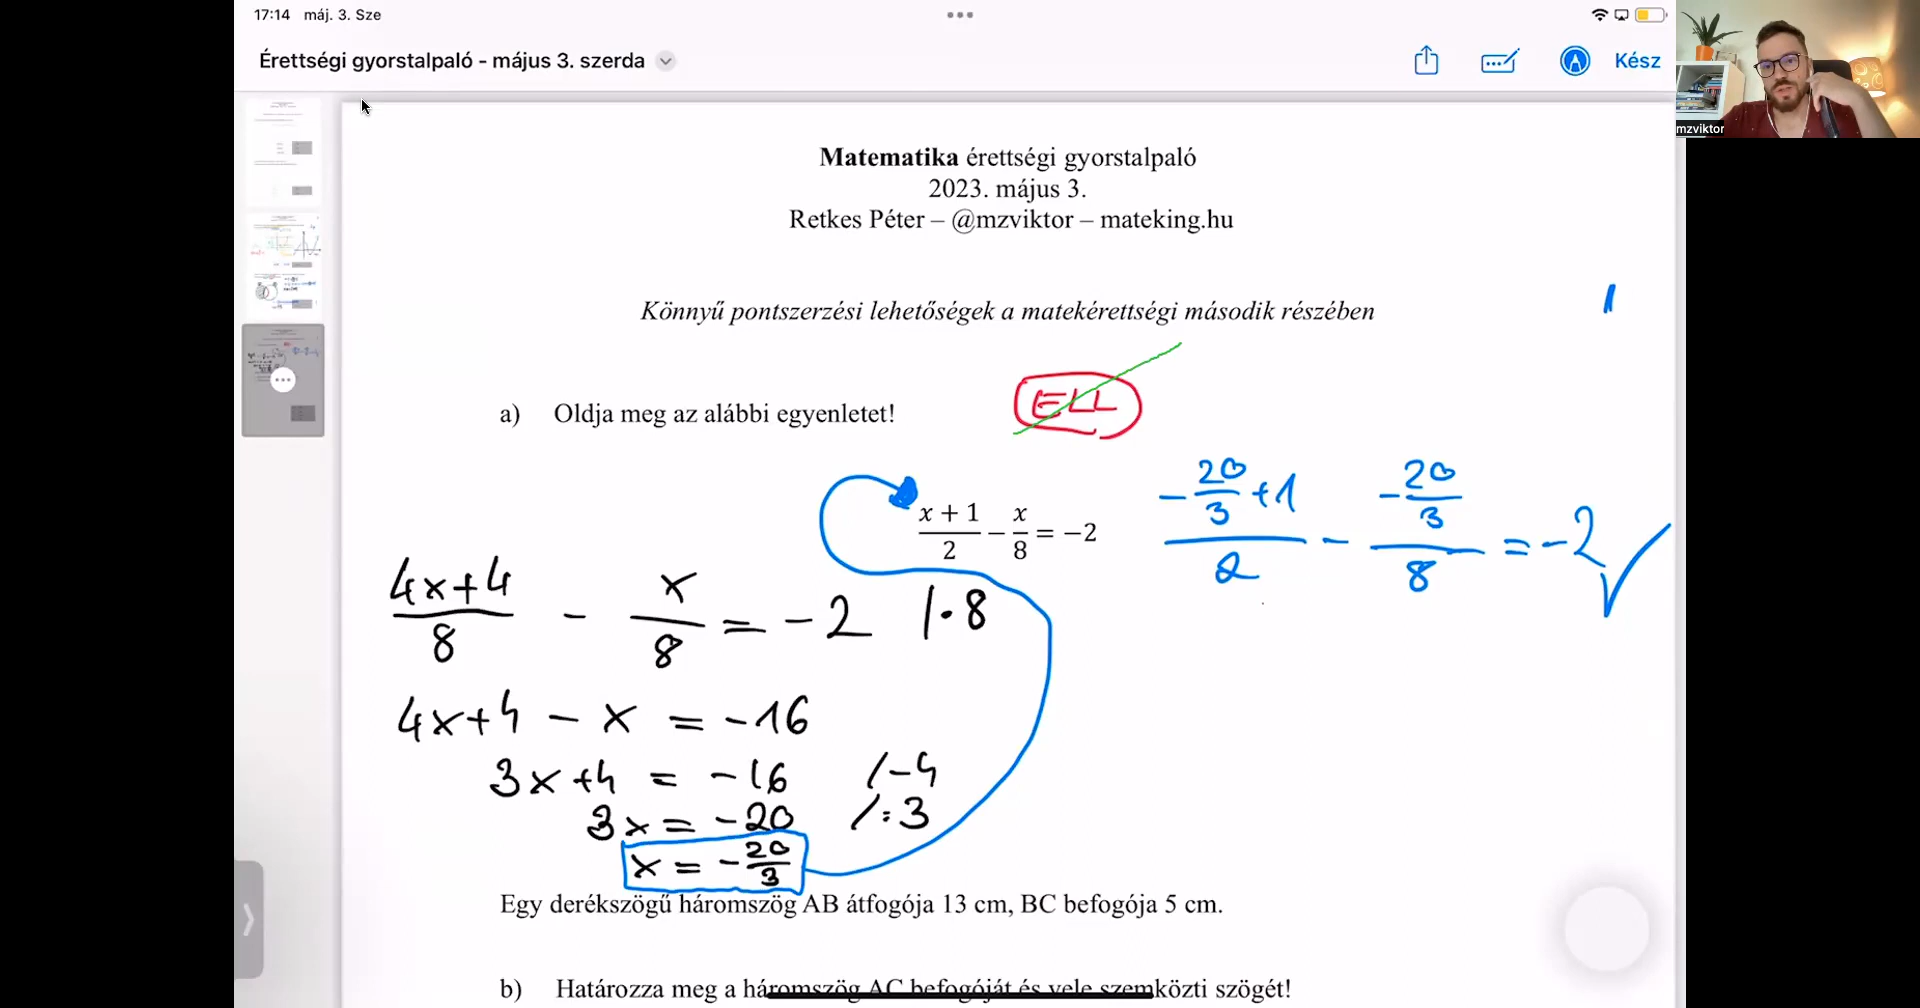 17:14 máj. 3. Sze
Érettségi gyorstalpaló - május 3. szerda
Kész
mzviktor
Matematika érettségi gyorstalpaló
2023. május 3.
Retkes Péter – @mzviktor – mateking.hu
Könnyű pontszerzési lehetőségek a matekérettségi második részében
ELL
a) Oldja meg az alábbi egyenletet!
(x + 1)/2 − x/8 = −2
(-20/3 + 1)/2 - (-20/3)/8 = -2 ✓
(4x+4)/8 - x/8 = -2 /·8
4x+4 - x = -16
3x+4 = -16 /-4
3x = -20 /:3
x = -20/3
Egy derékszögű háromszög AB átfogója 13 cm, BC befogója 5 cm.
b) Határozza meg a háromszög AC befogóját és vele szemközti szögét!